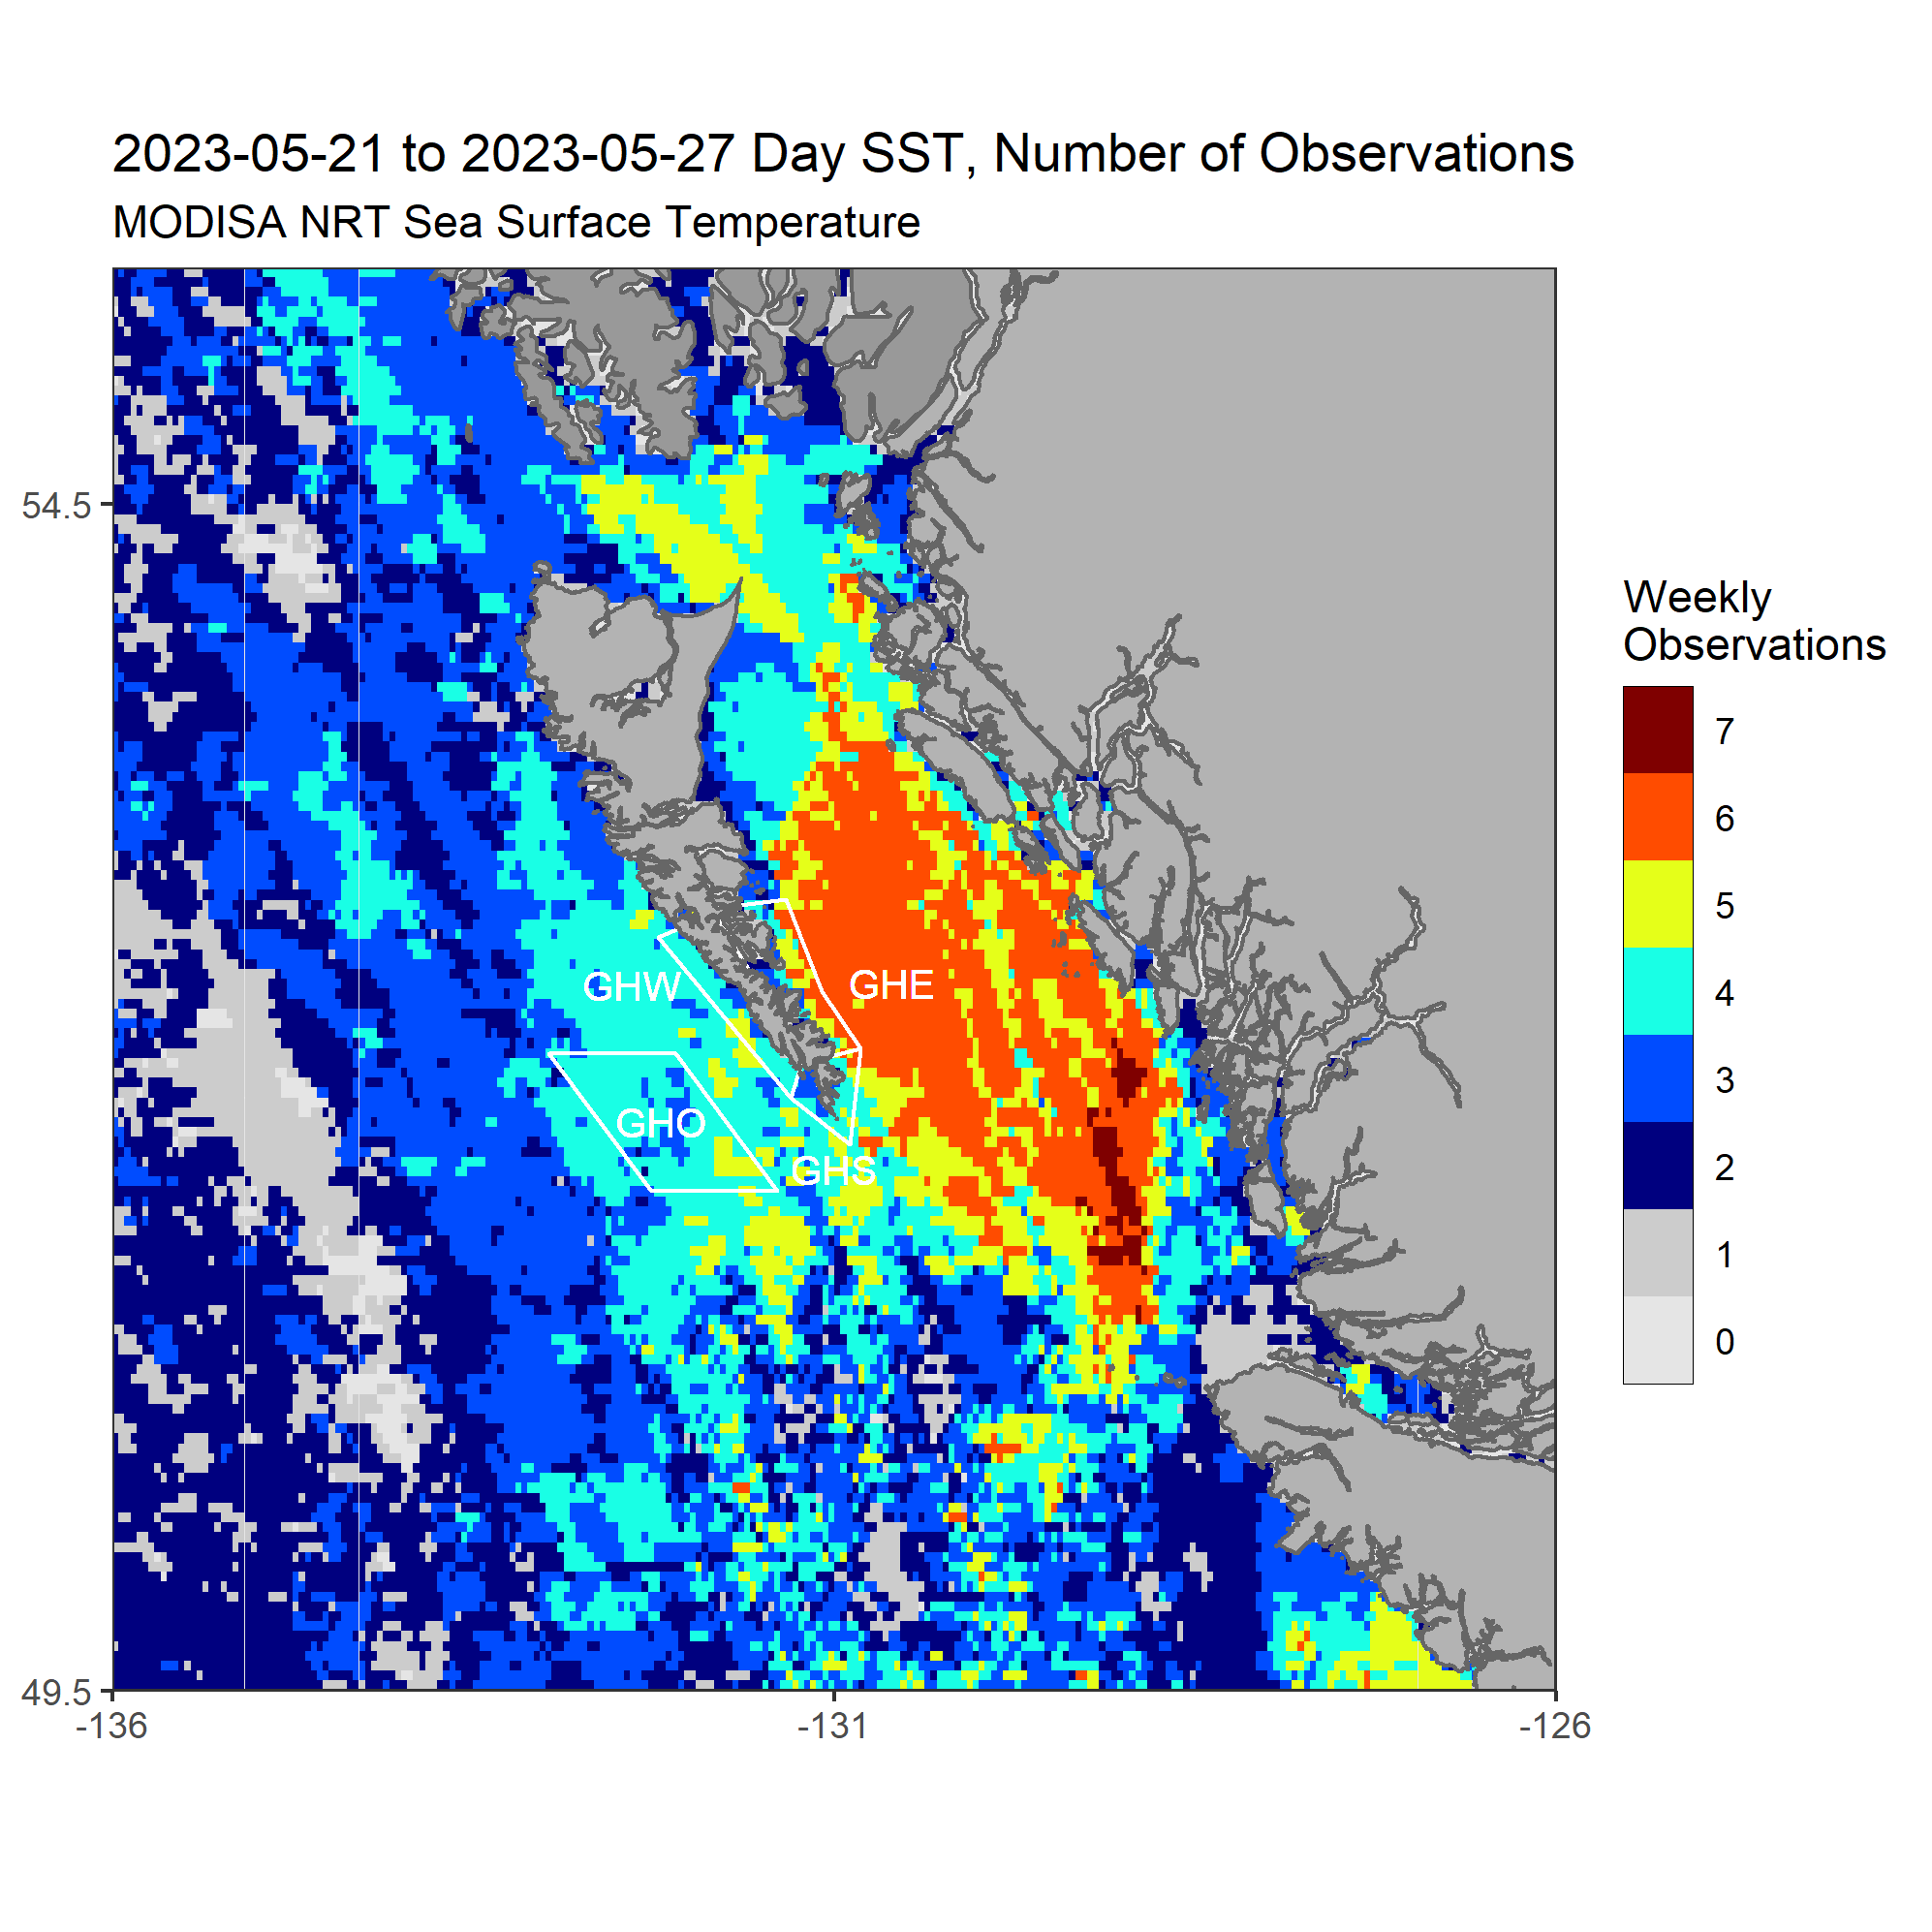 2023-05-21 to 2023-05-27 Day SST, Number of Observations
MODISA NRT Sea Surface Temperature
54.5
49.5
-136
-131
-126
GHW
GHE
GHO
GHS
Weekly
Observations
7
6
5
4
3
2
1
0